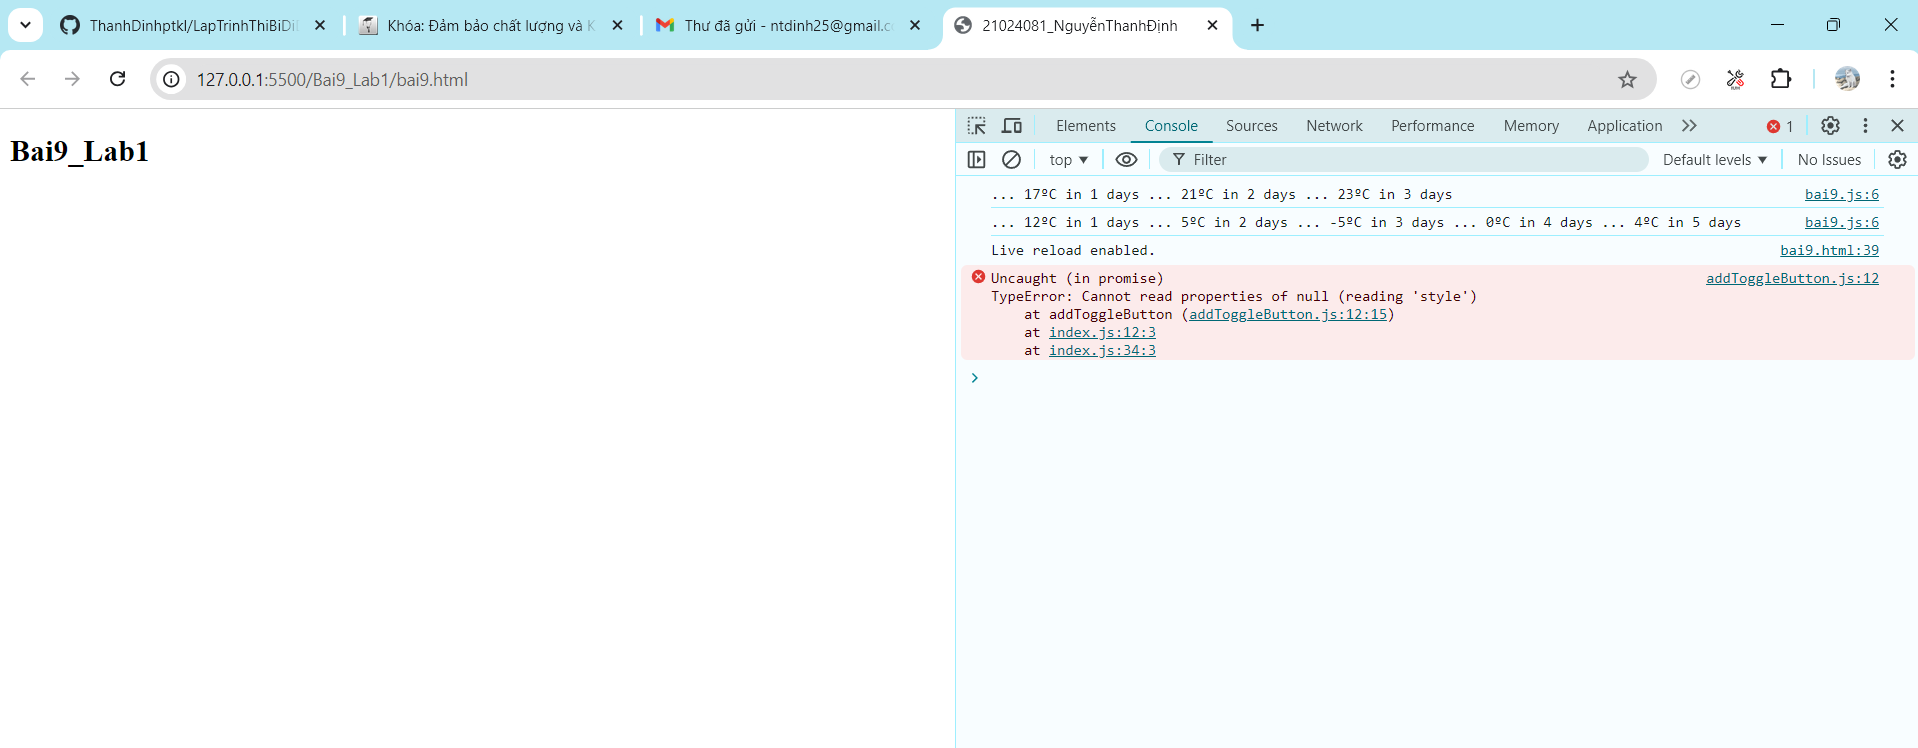 ThanhDinhptkl/LapTrinhThiBiDiĐ
Khóa: Đảm bảo chất lượng và K
Thư đã gửi - ntdinh25@gmail.c
21024081_NguyễnThanhĐịnh
127.0.0.1:5500/Bai9_Lab1/bai9.html
Bai9_Lab1
Elements Console Sources Network Performance Memory Application 1
top Filter Default levels No Issues
... 17ºC in 1 days ... 21ºC in 2 days ... 23ºC in 3 days bai9.js:6
... 12ºC in 1 days ... 5ºC in 2 days ... -5ºC in 3 days ... 0ºC in 4 days ... 4ºC in 5 days bai9.js:6
Live reload enabled. bai9.html:39
Uncaught (in promise) addToggleButton.js:12
TypeError: Cannot read properties of null (reading 'style')
at addToggleButton (addToggleButton.js:12:15)
at index.js:12:3
at index.js:34:3